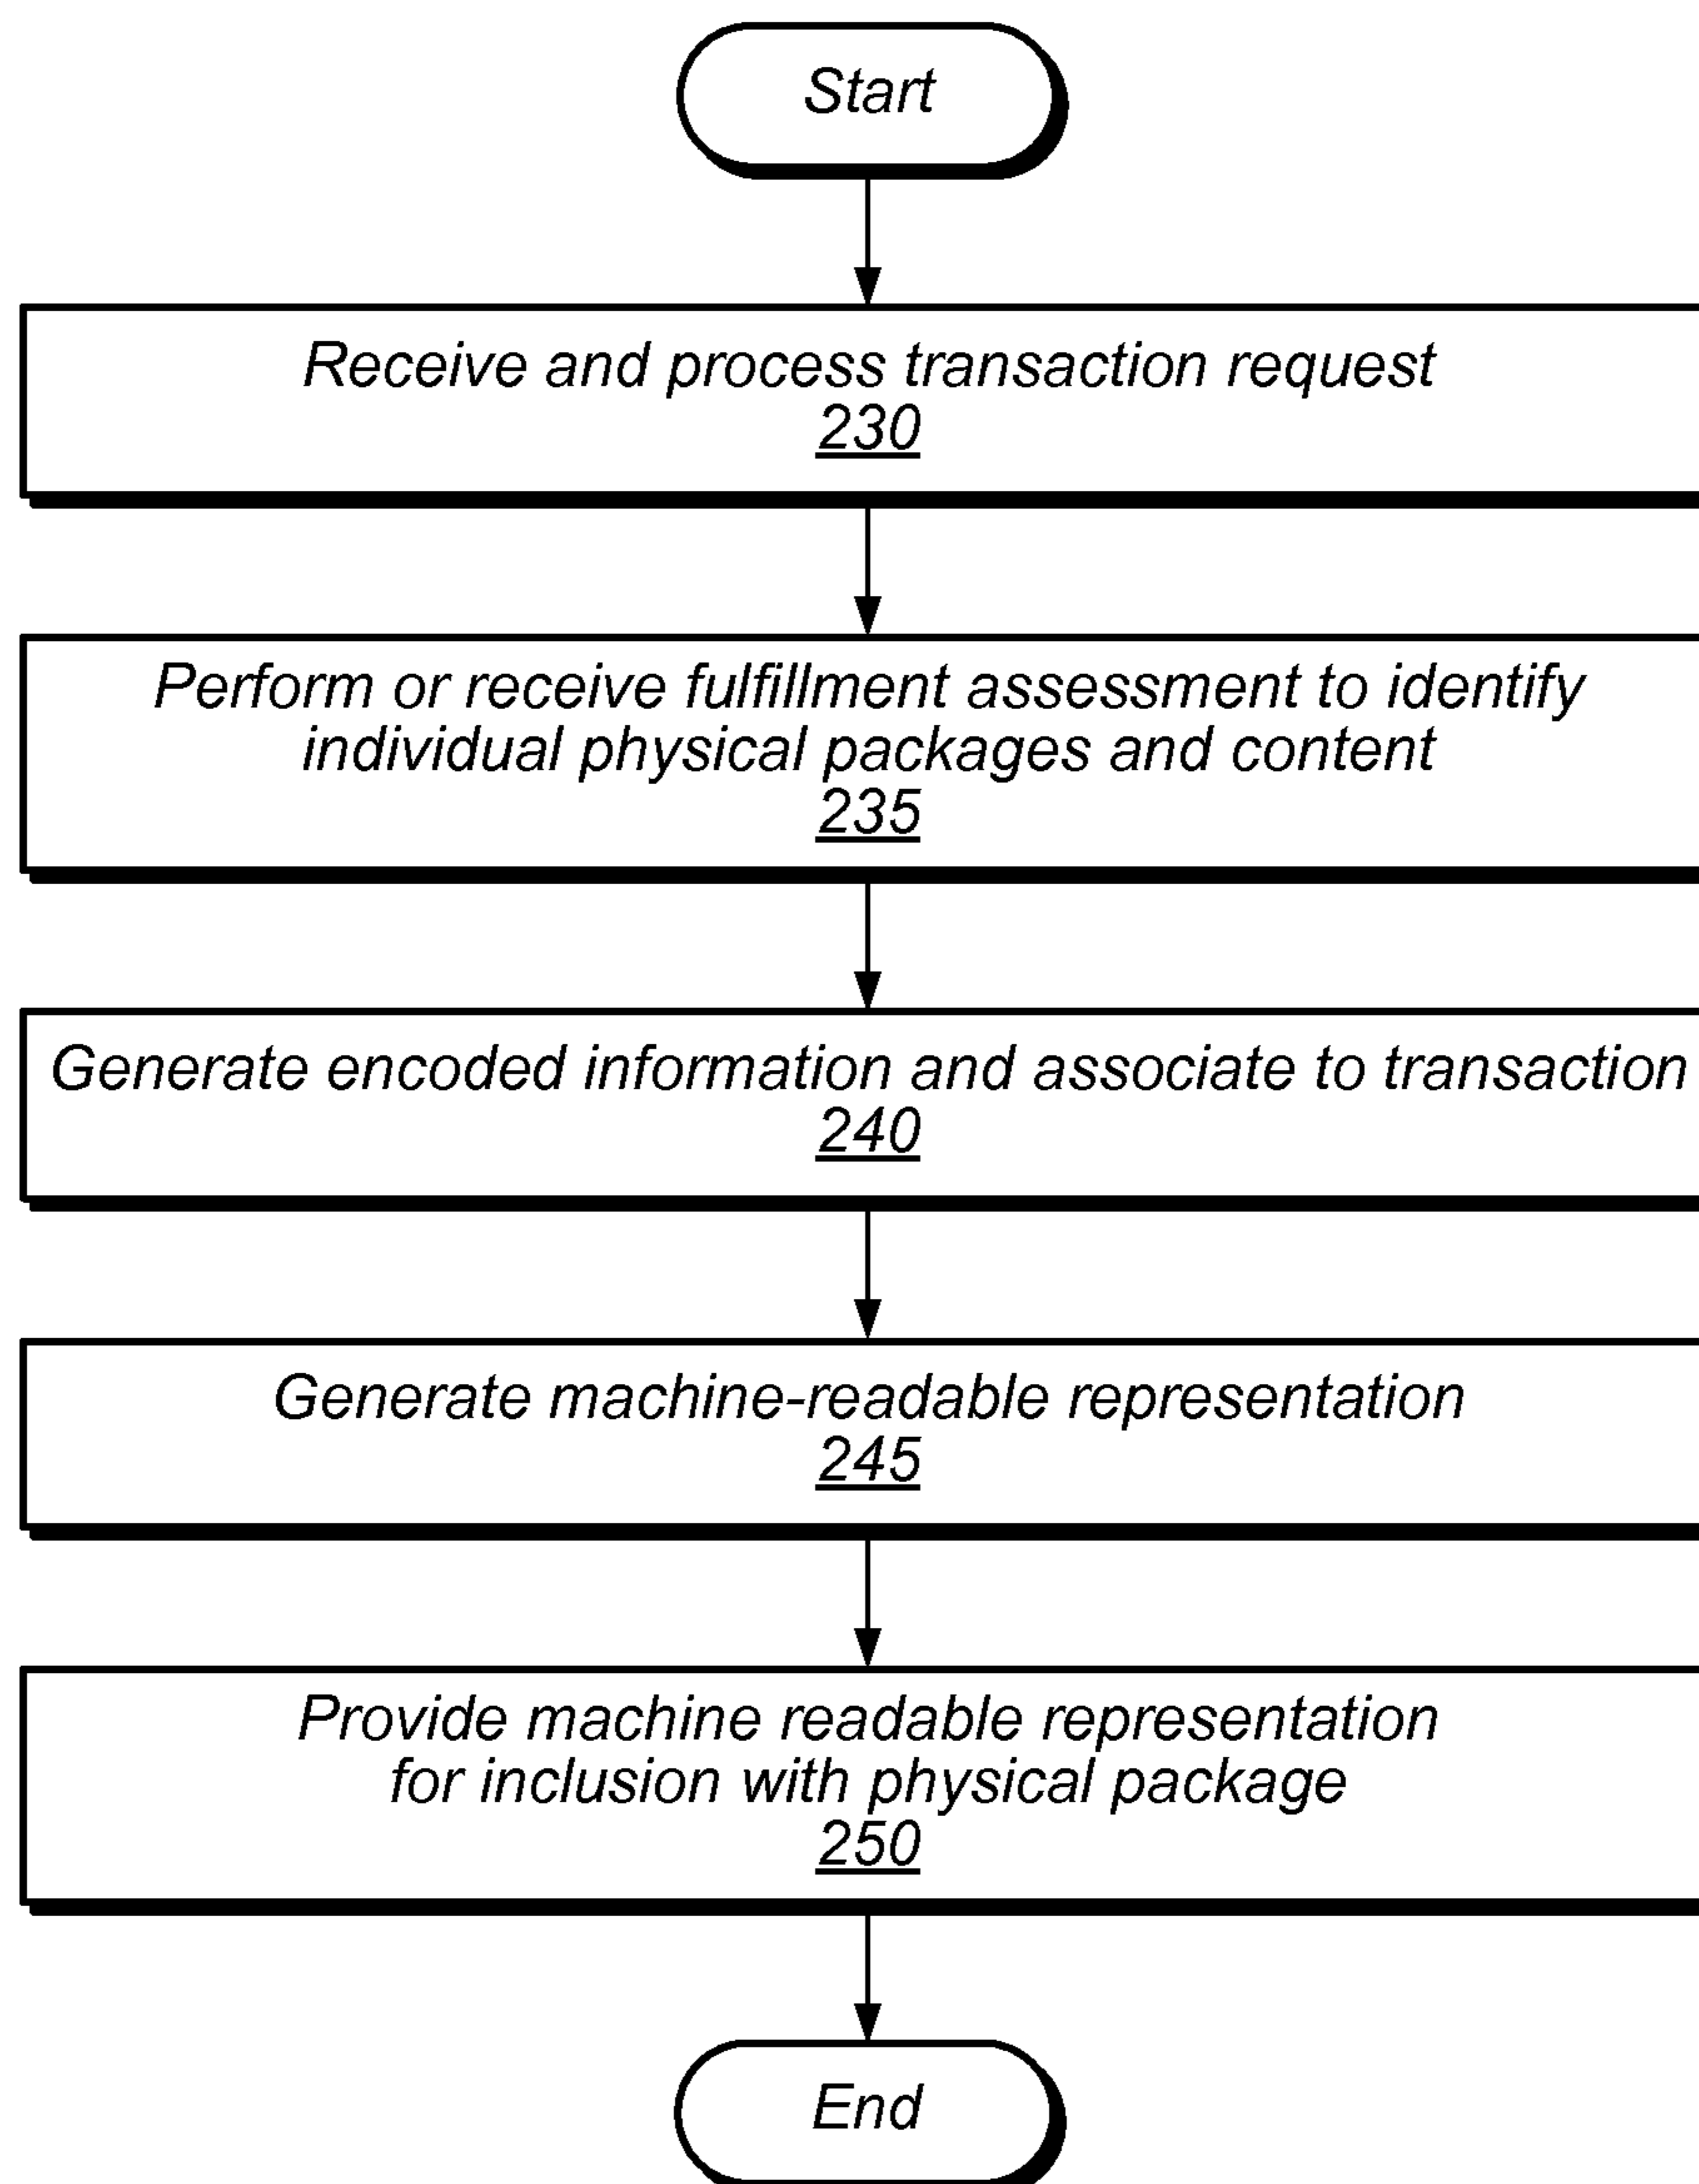 Start
Receive and process transaction request
230
Perform or receive fulfillment assessment to identify
individual physical packages and content
235
Generate encoded information and associate to transaction
240
Generate machine-readable representation
245
Provide machine readable representation
for inclusion with physical package
250
End